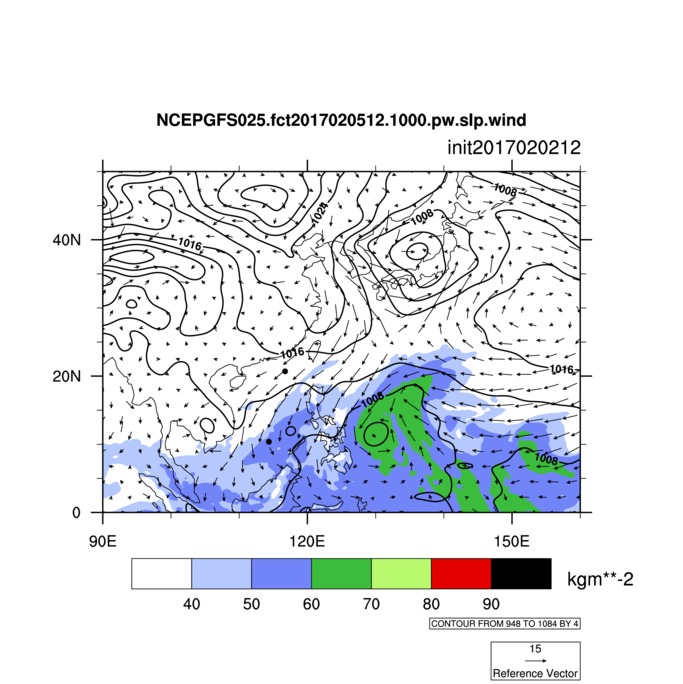 NCEPGFS025.fct2017020512.1000.pw.slp.wind
init2017020212
1008
1024
1008
40N
1016
1016
1016
20N
1008
1008
0
90E 120E 150E
kgm**-2
40 50 60 70 80 90
CONTOUR FROM 948 TO 1084 BY 4
15
Reference Vector